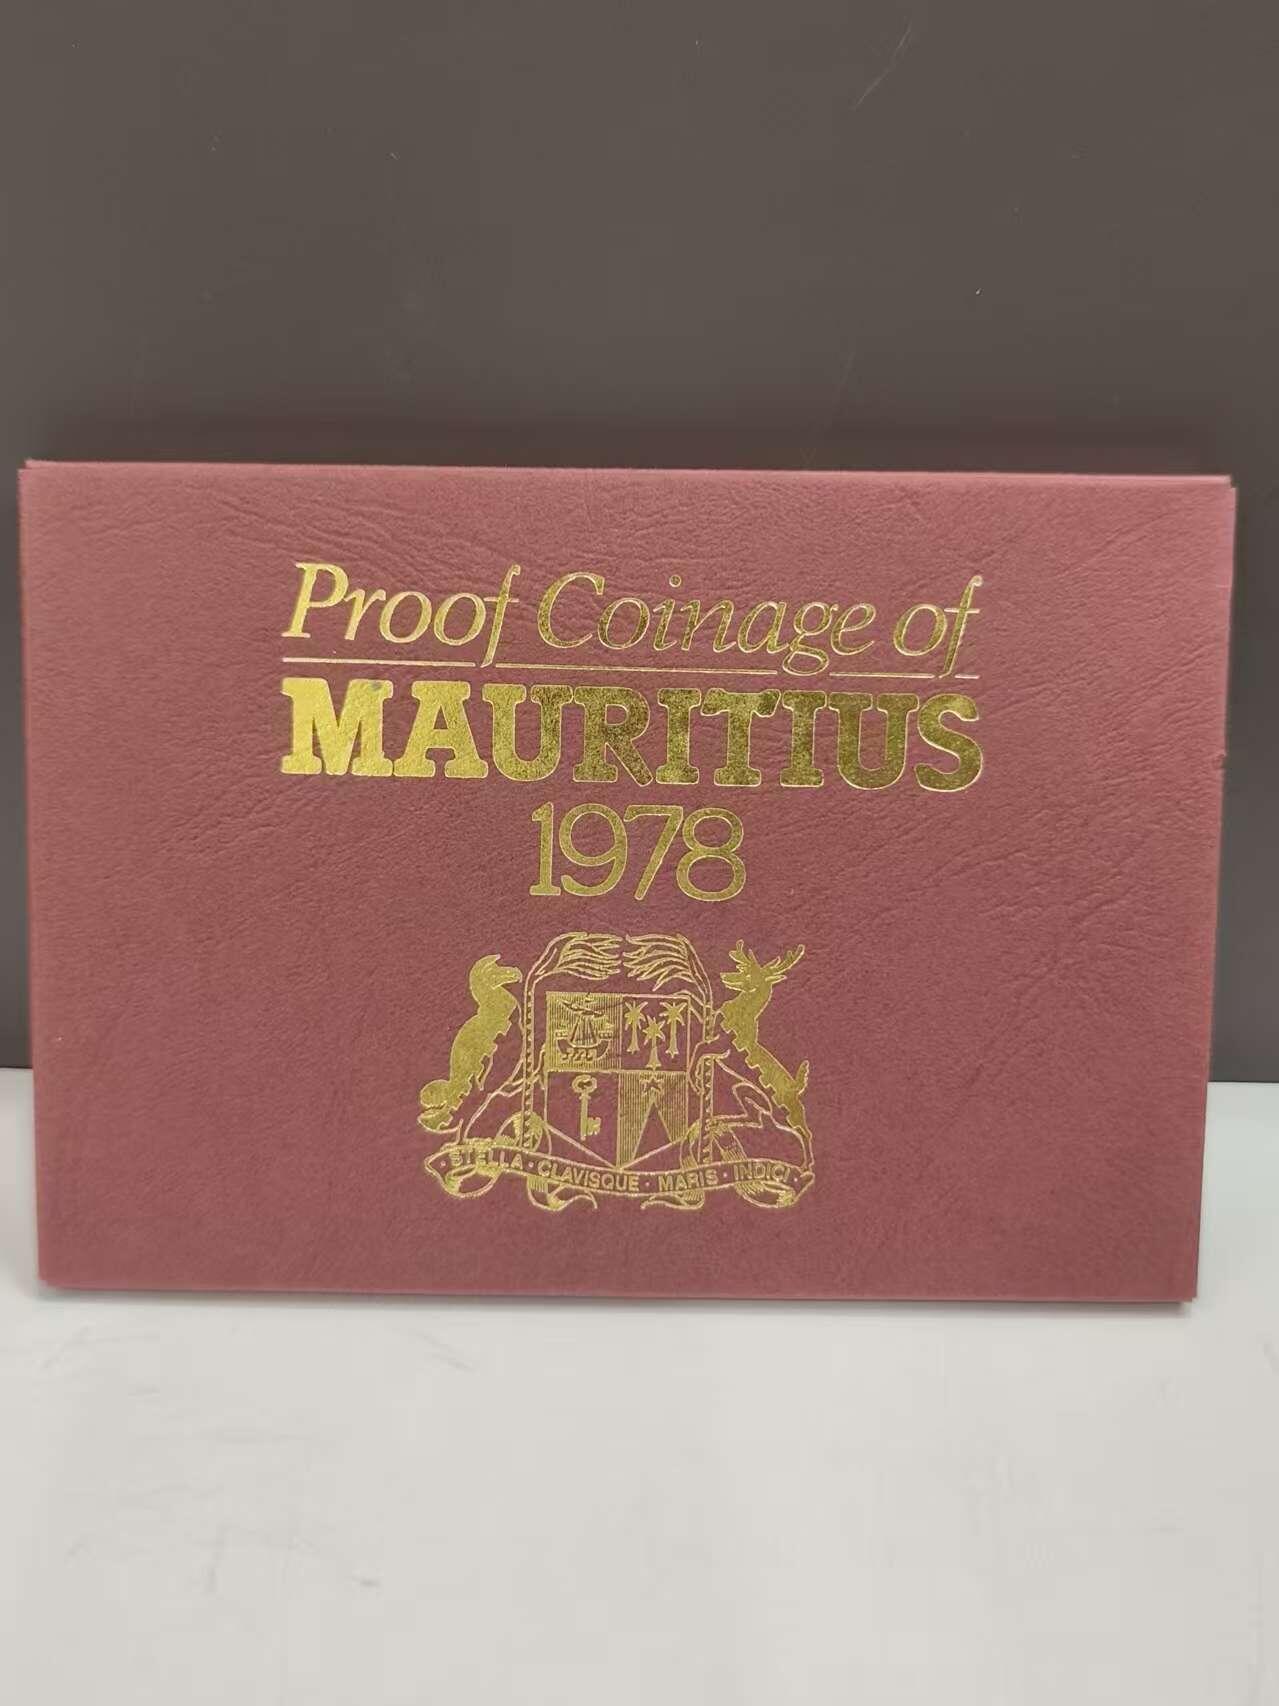 Proof Coinage of
MAURITIUS
1978
· STELLA · CLAVISQUE · MARIS · INDICI ·